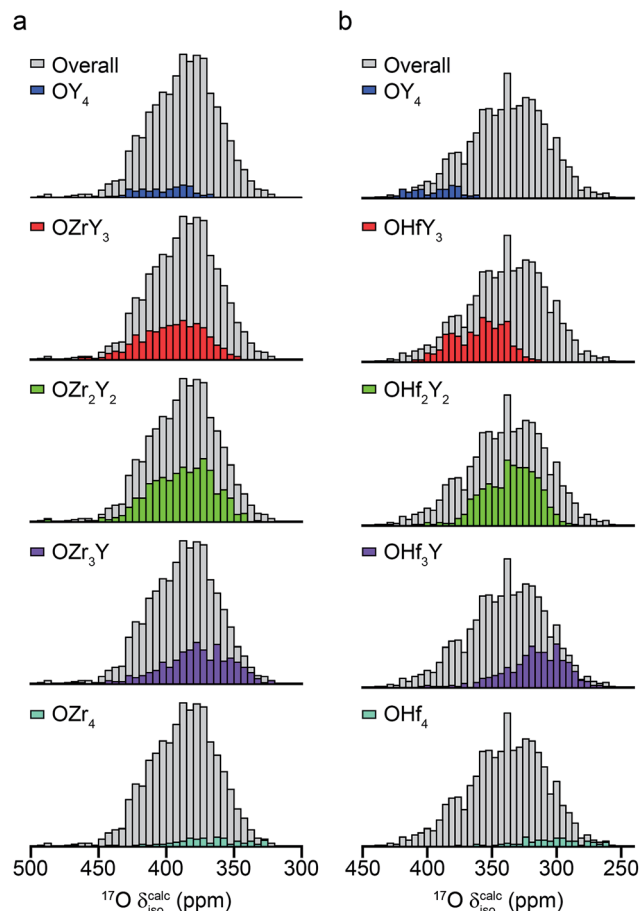 a
Overall
OY₄
OZrY₃
OZr₂Y₂
OZr₃Y
OZr₄
500 450 400 350 300
¹⁷O δᵢₛₒᶜᵃˡᶜ (ppm)
b
Overall
OY₄
OHfY₃
OHf₂Y₂
OHf₃Y
OHf₄
450 400 350 300 250
¹⁷O δᵢₛₒᶜᵃˡᶜ (ppm)